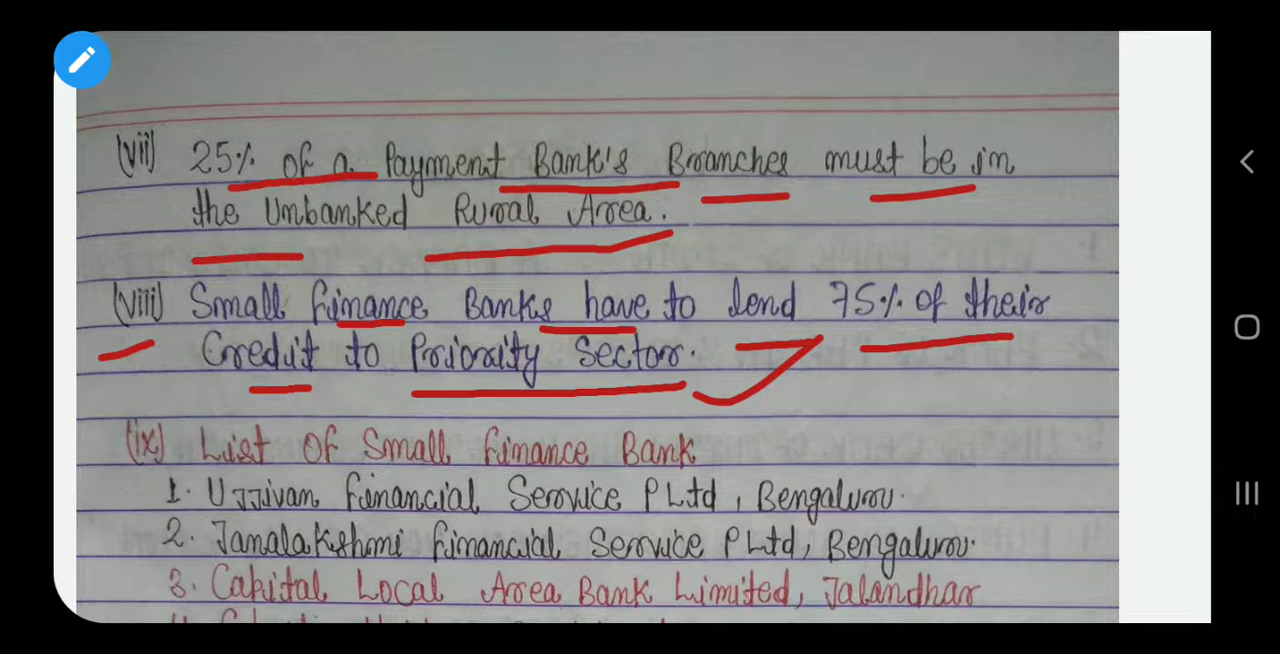 (vii) 25% of a Payment Bank's Branches must be in
the Unbanked Rural Area.
(viii) Small finance Banks have to lend 75% of their
Credit to Priority Sector.
(ix) List Of Small finance Bank
1. Ujjivan financial Service P Ltd, Bengaluru.
2. Janalakshmi financial Service P Ltd, Bengaluru.
3. Capital Local Area Bank Limited, Jalandhar